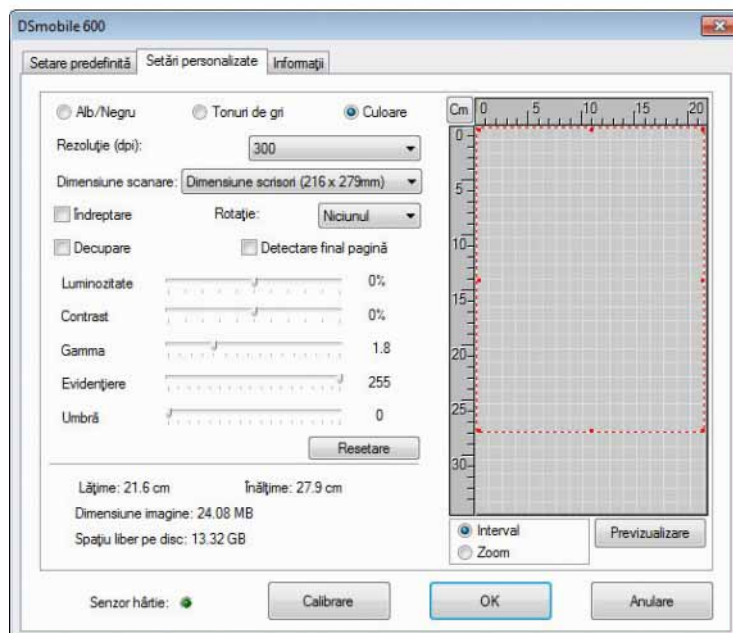 DSmobile 600
Setare predefinită Setări personalizate Informaţii
Alb/Negru Tonuri de gri Culoare
Rezoluţie (dpi): 300
Dimensiune scanare: Dimensiune scrisori (216 x 279mm)
Îndreptare Rotaţie: Niciunul
Decupare Detectare final pagină
Luminozitate 0%
Contrast 0%
Gamma 1.8
Evidenţiere 255
Umbră 0
Resetare
Lăţime: 21.6 cm Înălţime: 27.9 cm
Dimensiune imagine: 24.08 MB
Spaţiu liber pe disc: 13.32 GB
Cm 0 5 10 15 20
0
5
10
15
20
25
30
Interval
Zoom
Previzualizare
Senzor hârtie: Calibrare OK Anulare